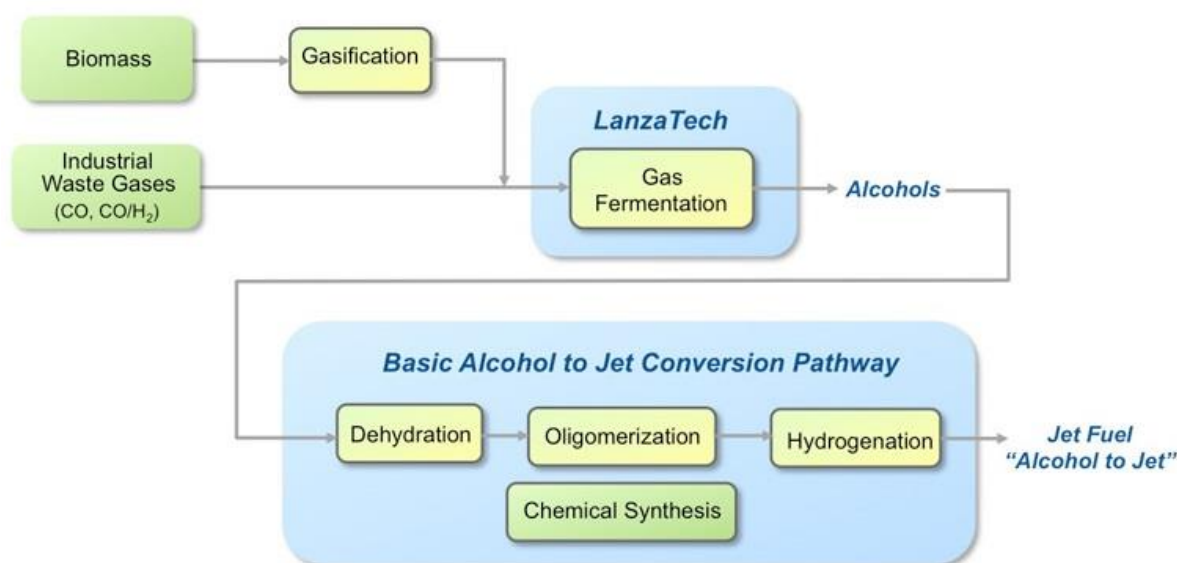 Biomass
Gasification
Industrial
Waste Gases
(CO, CO/H₂)
LanzaTech
Gas
Fermentation
Alcohols
Basic Alcohol to Jet Conversion Pathway
Dehydration
Oligomerization
Hydrogenation
Jet Fuel
“Alcohol to Jet”
Chemical Synthesis